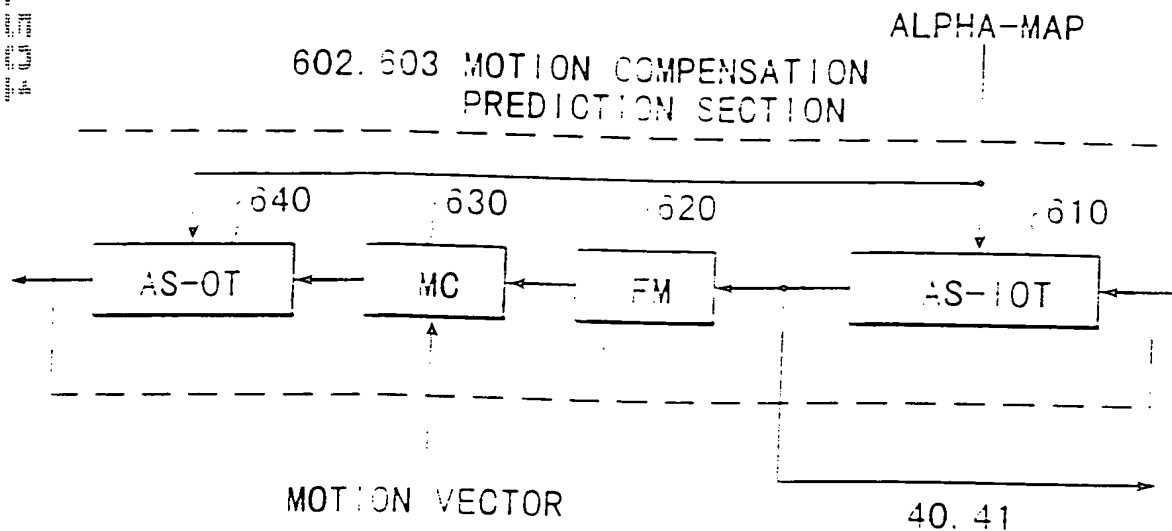 ALPHA-MAP
602. 603 MOTION COMPENSATION
PREDICTION SECTION
640
630
620
610
AS-OT
MC
FM
AS-IOT
MOTION VECTOR
40. 41